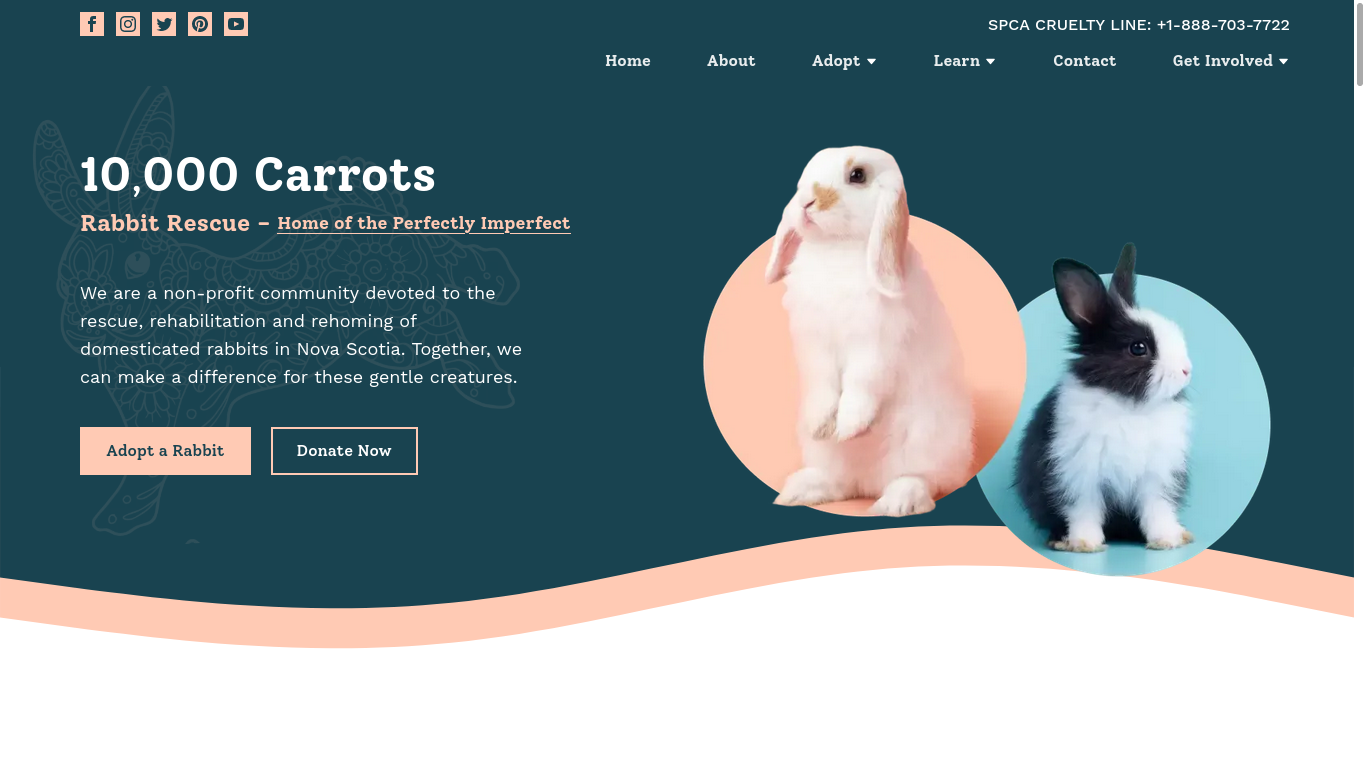 SPCA CRUELTY LINE: +1-888-703-7722
Home About Adopt Learn Contact Get Involved
10,000 Carrots
Rabbit Rescue – Home of the Perfectly Imperfect
We are a non-profit community devoted to the
rescue, rehabilitation and rehoming of
domesticated rabbits in Nova Scotia. Together, we
can make a difference for these gentle creatures.
Adopt a Rabbit Donate Now